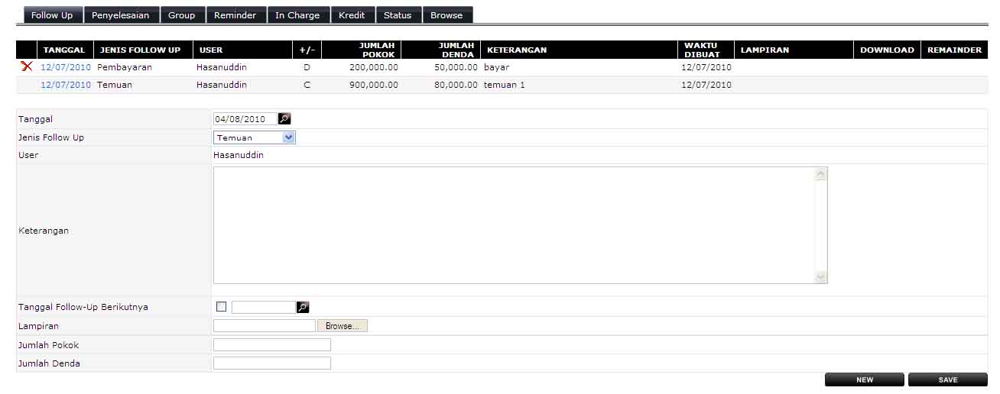 Follow Up Penyelesaian Group Reminder In Charge Kredit Status Browse
TANGGAL JENIS FOLLOW UP USER +/- JUMLAH POKOK JUMLAH DENDA KETERANGAN WAKTU DIBUAT LAMPIRAN DOWNLOAD REMAINDER
12/07/2010 Pembayaran Hasanuddin D 200,000.00 50,000.00 bayar 12/07/2010
12/07/2010 Temuan Hasanuddin C 900,000.00 80,000.00 temuan 1 12/07/2010
Tanggal 04/08/2010
Jenis Follow Up Temuan
User Hasanuddin
Keterangan
Tanggal Follow-Up Berikutnya
Lampiran Browse...
Jumlah Pokok
Jumlah Denda
NEW SAVE